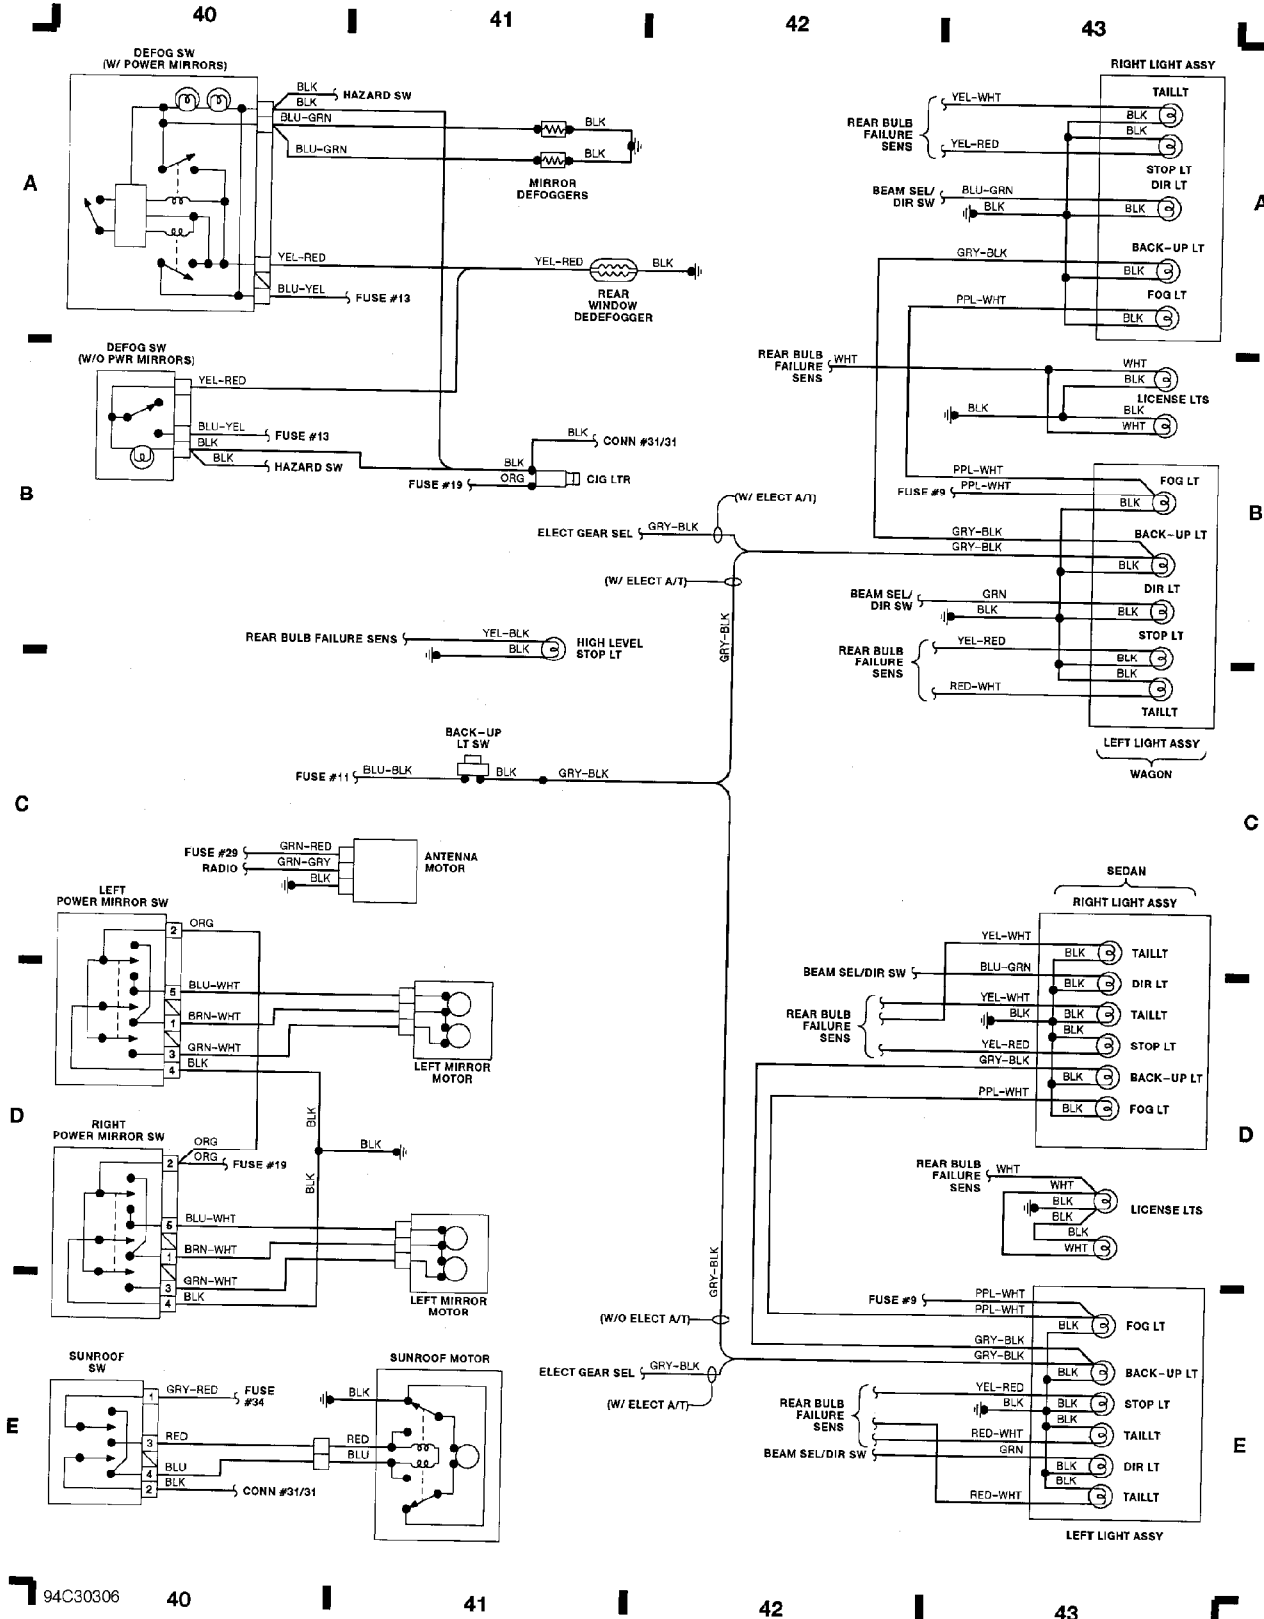 40
41
42
43
DEFOG SW
(W/ POWER MIRRORS)
BLK
HAZARD SW
BLK
BLU-GRN
BLK
BLU-GRN
BLK
MIRROR
DEFOGGERS
A
YEL-RED
YEL-RED
BLK
BLU-YEL
FUSE #13
REAR
WINDOW
DEDEFOGGER
RIGHT LIGHT ASSY
TAILLT
YEL-WHT
BLK
REAR BULB
FAILURE
SENS
BLK
YEL-RED
STOP LT
DIR LT
BEAM SEL/
DIR SW
BLU-GRN
BLK
BLK
A
BACK-UP LT
GRY-BLK
BLK
FOG LT
PPL-WHT
BLK
DEFOG SW
(W/O PWR MIRRORS)
YEL-RED
BLU-YEL
FUSE #13
BLK
BLK
HAZARD SW
BLK
CONN #31/31
BLK
FUSE #19
ORG
CIG LTR
B
REAR BULB
FAILURE
SENS
WHT
WHT
BLK
LICENSE LTS
BLK
BLK
WHT
PPL-WHT
FOG LT
FUSE #9
PPL-WHT
BLK
B
(W/ ELECT A/T)
ELECT GEAR SEL
GRY-BLK
GRY-BLK
BACK-UP LT
GRY-BLK
BLK
(W/ ELECT A/T)
DIR LT
BEAM SEL/
DIR SW
GRN
BLK
BLK
STOP LT
GRY-BLK
REAR BULB FAILURE SENS
YEL-BLK
BLK
HIGH LEVEL
STOP LT
REAR BULB
FAILURE
SENS
YEL-RED
BLK
BLK
RED-WHT
TAILLT
LEFT LIGHT ASSY
WAGON
BACK-UP
LT SW
FUSE #11
BLU-BLK
BLK
GRY-BLK
C
C
FUSE #29
GRN-RED
RADIO
GRN-GRY
BLK
ANTENNA
MOTOR
SEDAN
RIGHT LIGHT ASSY
LEFT
POWER MIRROR SW
2
ORG
5
BLU-WHT
1
BRN-WHT
3
GRN-WHT
4
BLK
LEFT MIRROR
MOTOR
YEL-WHT
BLK
TAILLT
BEAM SEL/DIR SW
BLU-GRN
BLK
DIR LT
REAR BULB
FAILURE
SENS
YEL-WHT
BLK
BLK
TAILLT
BLK
YEL-RED
STOP LT
GRY-BLK
BLK
BACK-UP LT
PPL-WHT
BLK
FOG LT
D
D
BLK
RIGHT
POWER MIRROR SW
ORG
2
ORG
FUSE #19
BLK
BLK
5
BLU-WHT
1
BRN-WHT
3
GRN-WHT
4
BLK
LEFT MIRROR
MOTOR
REAR BULB
FAILURE
SENS
WHT
WHT
BLK
BLK
LICENSE LTS
BLK
WHT
GRY-BLK
FUSE #9
PPL-WHT
PPL-WHT
(W/O ELECT A/T)
BLK
FOG LT
GRY-BLK
GRY-BLK
ELECT GEAR SEL
GRY-BLK
BLK
BACK-UP LT
(W/ ELECT A/T)
REAR BULB
FAILURE
SENS
YEL-RED
BLK
BLK
STOP LT
BLK
RED-WHT
TAILLT
BEAM SEL/DIR SW
GRN
BLK
DIR LT
BLK
RED-WHT
TAILLT
LEFT LIGHT ASSY
SUNROOF
SW
SUNROOF MOTOR
1
GRY-RED
FUSE
#34
BLK
E
E
3
RED
RED
4
BLU
BLU
2
BLK
CONN #31/31
94C30306
40
41
42
43